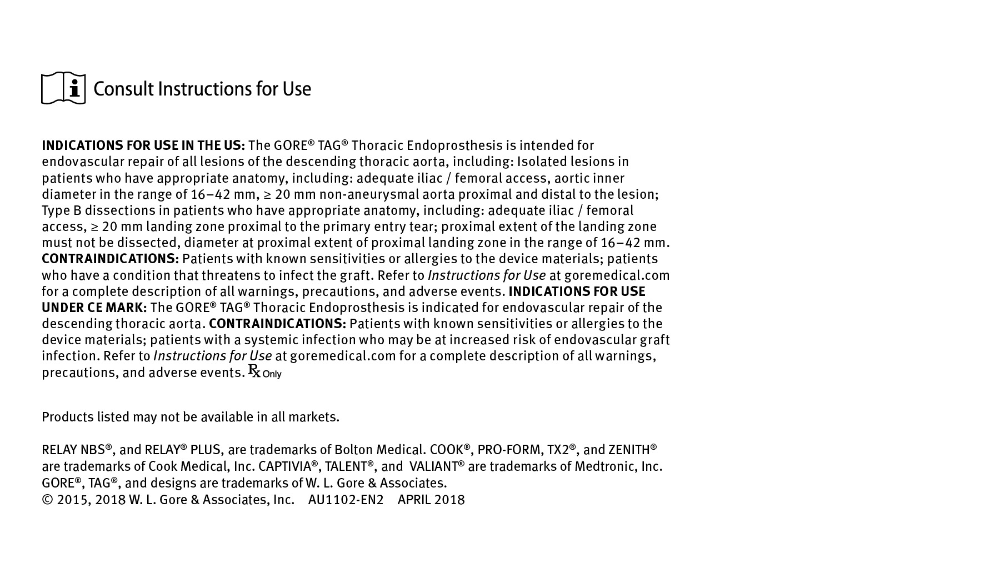 Consult Instructions for Use
INDICATIONS FOR USE IN THE US: The GORE® TAG® Thoracic Endoprosthesis is intended for
endovascular repair of all lesions of the descending thoracic aorta, including: Isolated lesions in
patients who have appropriate anatomy, including: adequate iliac / femoral access, aortic inner
diameter in the range of 16–42 mm, ≥ 20 mm non-aneurysmal aorta proximal and distal to the lesion;
Type B dissections in patients who have appropriate anatomy, including: adequate iliac / femoral
access, ≥ 20 mm landing zone proximal to the primary entry tear; proximal extent of the landing zone
must not be dissected, diameter at proximal extent of proximal landing zone in the range of 16–42 mm.
CONTRAINDICATIONS: Patients with known sensitivities or allergies to the device materials; patients
who have a condition that threatens to infect the graft. Refer to Instructions for Use at goremedical.com
for a complete description of all warnings, precautions, and adverse events. INDICATIONS FOR USE
UNDER CE MARK: The GORE® TAG® Thoracic Endoprosthesis is indicated for endovascular repair of the
descending thoracic aorta. CONTRAINDICATIONS: Patients with known sensitivities or allergies to the
device materials; patients with a systemic infection who may be at increased risk of endovascular graft
infection. Refer to Instructions for Use at goremedical.com for a complete description of all warnings,
precautions, and adverse events. ℞ Only
Products listed may not be available in all markets.
RELAY NBS®, and RELAY® PLUS, are trademarks of Bolton Medical. COOK®, PRO-FORM, TX2®, and ZENITH®
are trademarks of Cook Medical, Inc. CAPTIVIA®, TALENT®, and VALIANT® are trademarks of Medtronic, Inc.
GORE®, TAG®, and designs are trademarks of W. L. Gore & Associates.
© 2015, 2018 W. L. Gore & Associates, Inc. AU1102-EN2 APRIL 2018